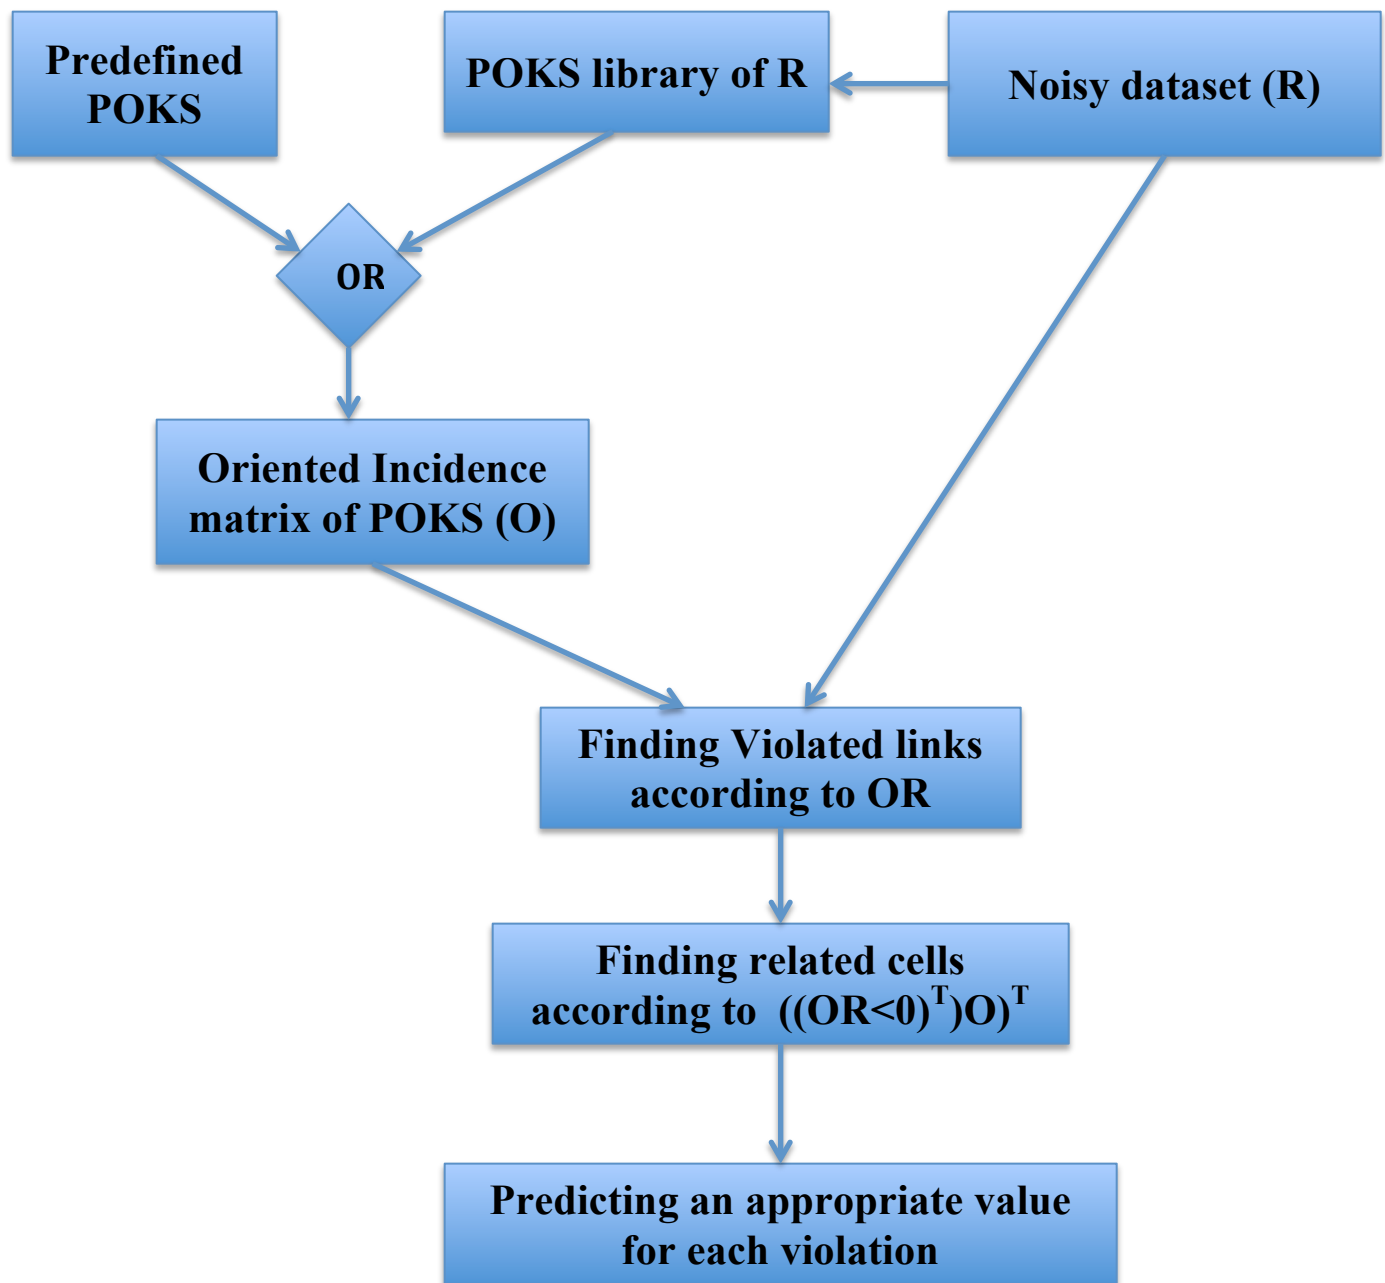 Predefined
POKS
POKS library of R
Noisy dataset (R)
OR
Oriented Incidence
matrix of POKS (O)
Finding Violated links
according to OR
Finding related cells
according to ((OR<0)ᵀ)O)ᵀ
Predicting an appropriate value
for each violation